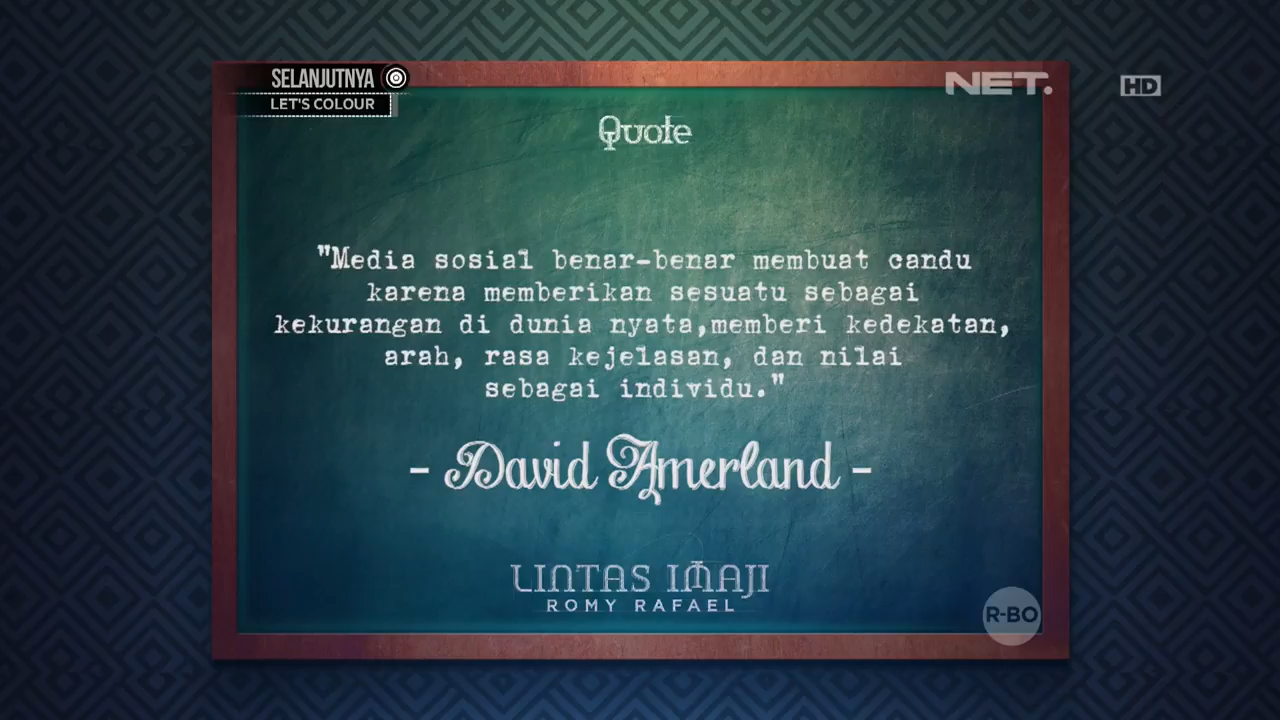 SELANJUTNYA
LET'S COLOUR
NET.
HD
Quote
"Media sosial benar-benar membuat candu
karena memberikan sesuatu sebagai
kekurangan di dunia nyata,memberi kedekatan,
arah, rasa kejelasan, dan nilai
sebagai individu."
- David Amerland -
LINTAS IMAJI
ROMY RAFAEL
R-BO